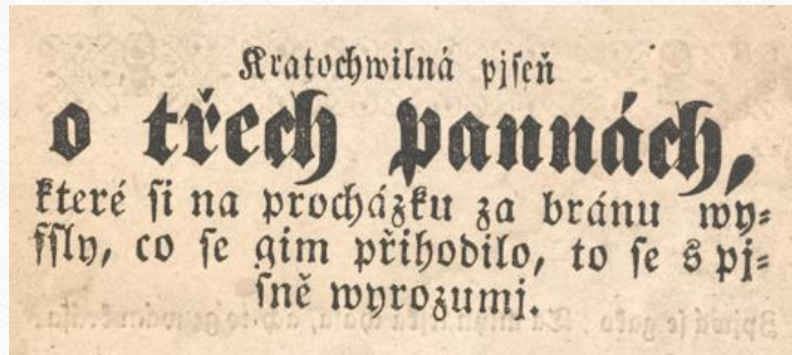 Kratochwilná pjſeň
o třech pannách,
které ſi na procházku za bránu wy=
ſſly, co ſe gim přihodilo, to ſe s pj=
ſně wyrozumj.